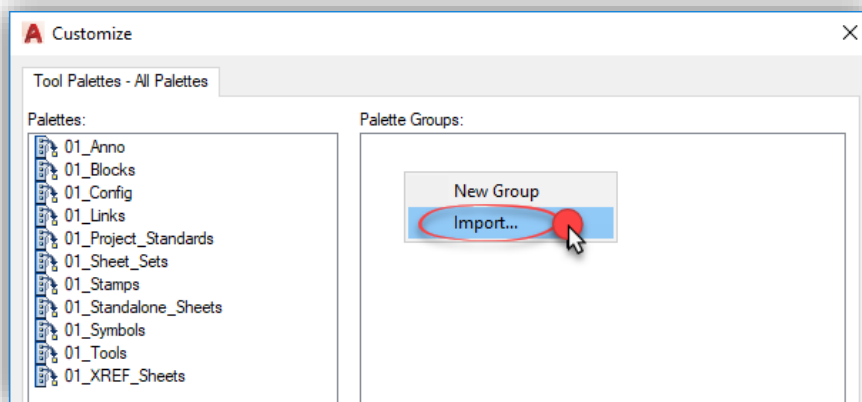 Customize
Tool Palettes - All Palettes
Palettes:
01_Anno
01_Blocks
01_Config
01_Links
01_Project_Standards
01_Sheet_Sets
01_Stamps
01_Standalone_Sheets
01_Symbols
01_Tools
01_XREF_Sheets
Palette Groups:
New Group
Import...